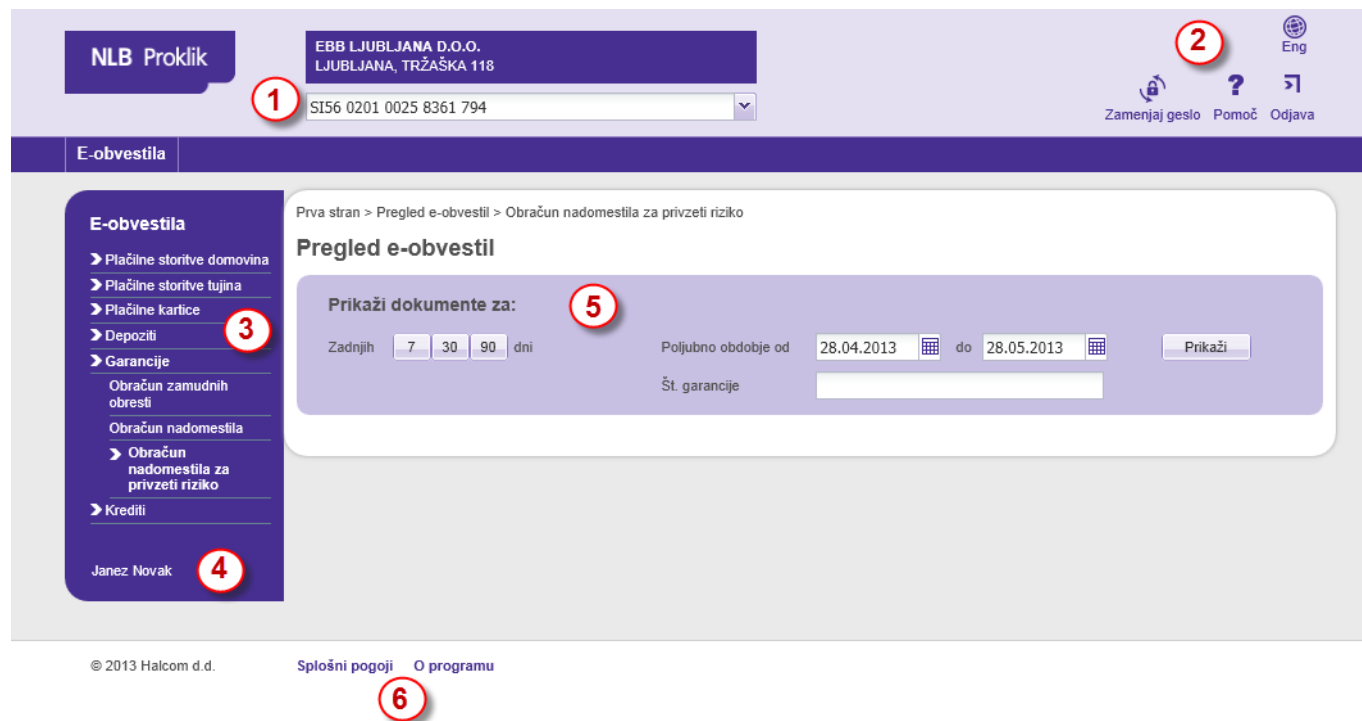 NLB Proklik
EBB LJUBLJANA D.O.O.
LJUBLJANA, TRŽAŠKA 118
1
SI56 0201 0025 8361 794
2
Eng
Zamenjaj geslo
? Pomoč
Odjava
E-obvestila
E-obvestila
Plačilne storitve domovina
Plačilne storitve tujina
Plačilne kartice
Depoziti
3
Garancije
Obračun zamudnih
obresti
Obračun nadomestila
Obračun
nadomestila za
privzeti riziko
Krediti
Janez Novak
4
Prva stran > Pregled e-obvestil > Obračun nadomestila za privzeti riziko
Pregled e-obvestil
Prikaži dokumente za:
5
Zadnjih 7 30 90 dni
Poljubno obdobje od 28.04.2013 do 28.05.2013 Prikaži
Št. garancije
© 2013 Halcom d.d.
Splošni pogoji O programu
6